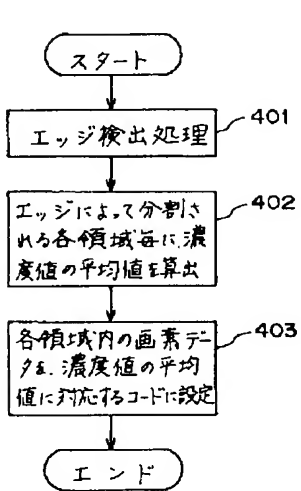 スタート
エッジ検出処理
401
エッジによって分割さ
れる各領域毎に、濃
度値の平均値を算出
402
各領域内の画素デー
タを、濃度値の平均
値に対応するコードに設定
403
エンド